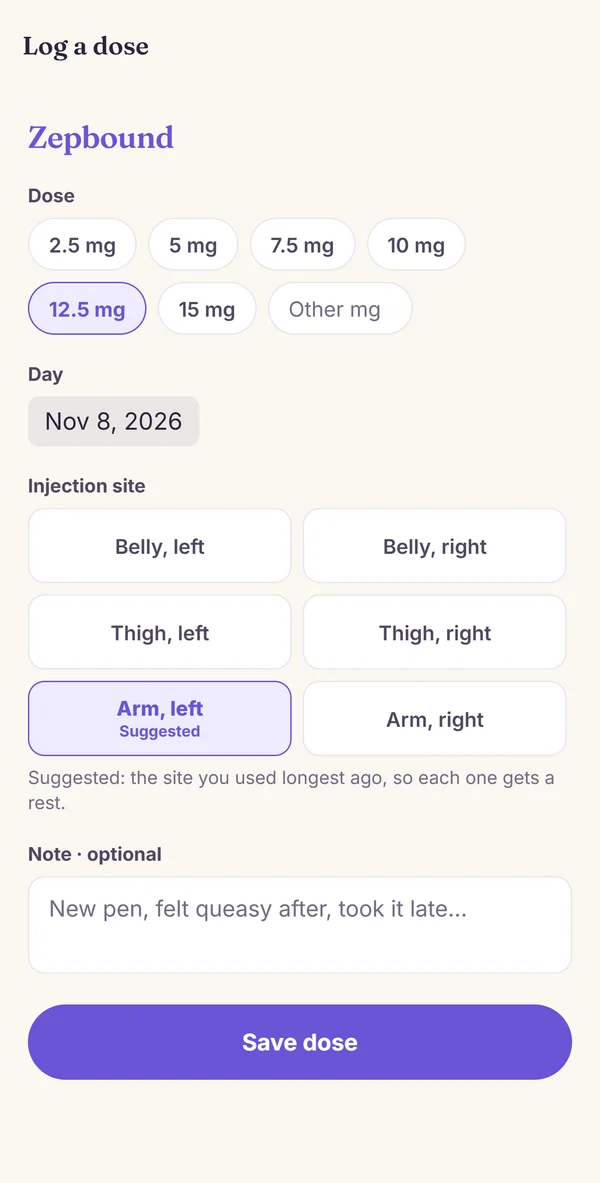 Log a dose
Zepbound
Dose
2.5 mg
5 mg
7.5 mg
10 mg
12.5 mg
15 mg
Other mg
Day
Nov 8, 2026
Injection site
Belly, left
Belly, right
Thigh, left
Thigh, right
Arm, left
Suggested
Arm, right
Suggested: the site you used longest ago, so each one gets a
rest.
Note · optional
New pen, felt queasy after, took it late...
Save dose